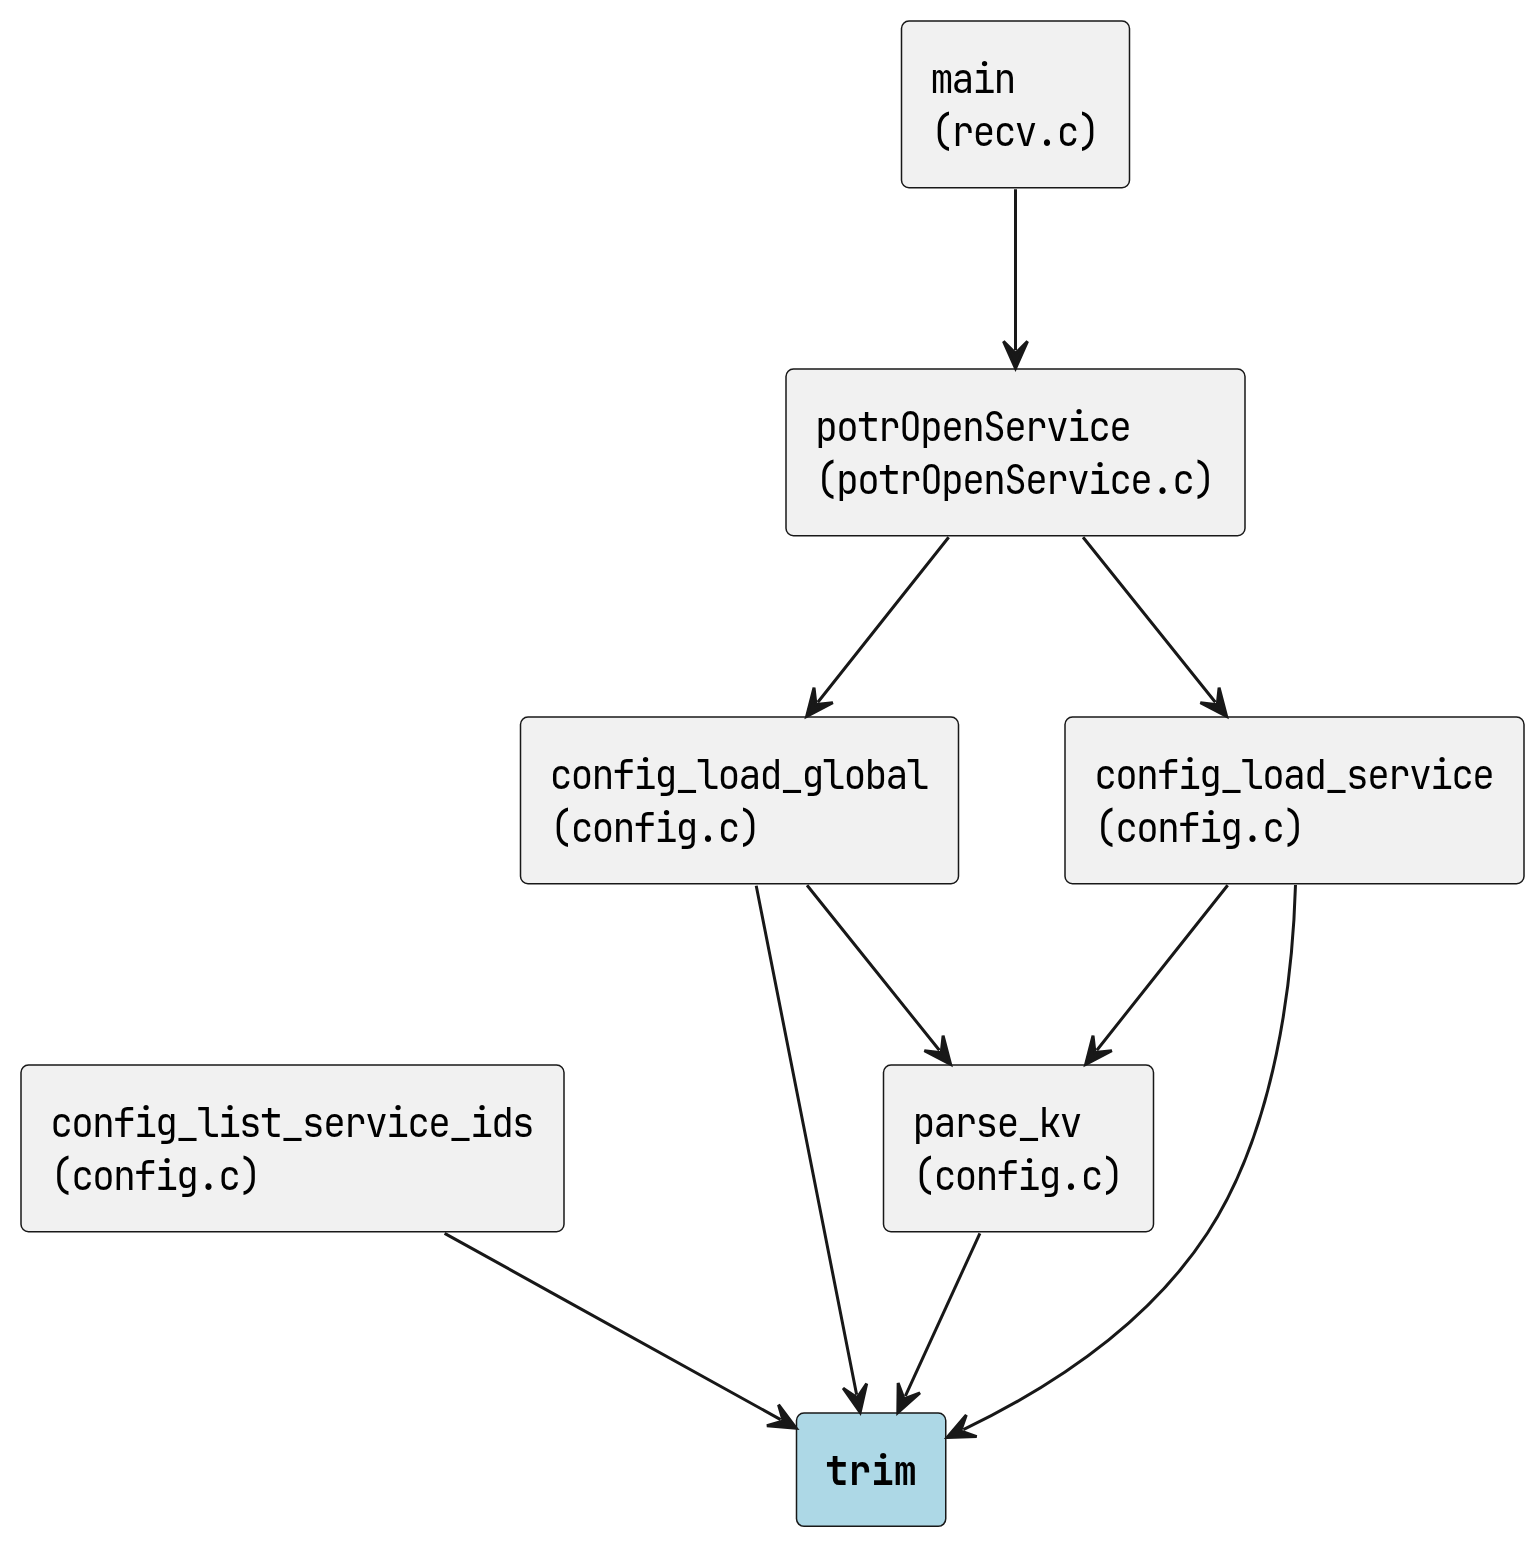 main
(recv.c)
potrOpenService
(potrOpenService.c)
config_load_global
(config.c)
config_load_service
(config.c)
config_list_service_ids
(config.c)
parse_kv
(config.c)
trim